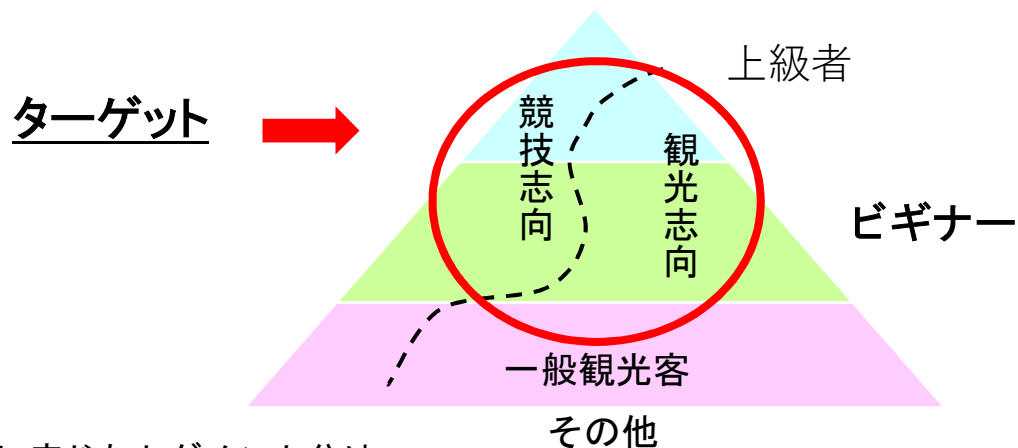 上級者
ターゲット
競技志向
観光志向
ビギナー
一般観光客
その他